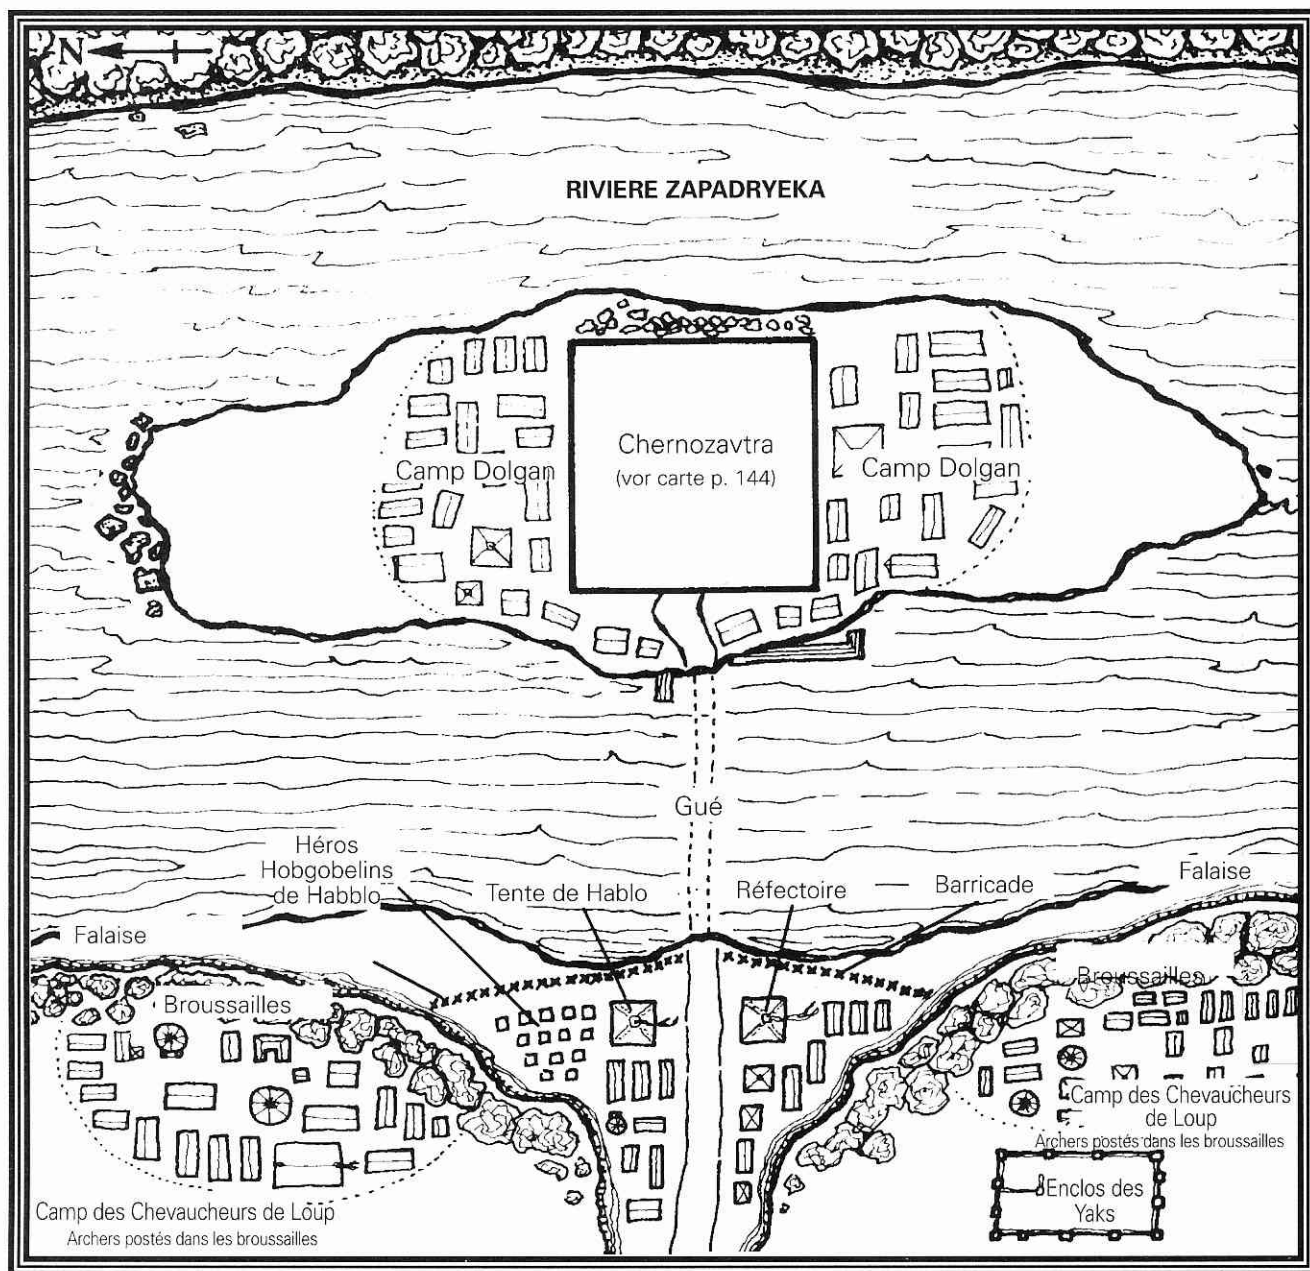 N
RIVIERE ZAPADRYEKA
Chernozavtra
(vor carte p. 144)
Camp Dolgan
Camp Dolgan
Gué
Héros
Hobgobelins
de Habblo
Tente de Hablo
Réfectoire
Barricade
Falaise
Falaise
Broussailles
Broussailles
Camp des Chevaucheurs
de Loup
Archers postés dans les broussailles
Enclos des
Yaks
Camp des Chevaucheurs de Loup
Archers postés dans les broussailles